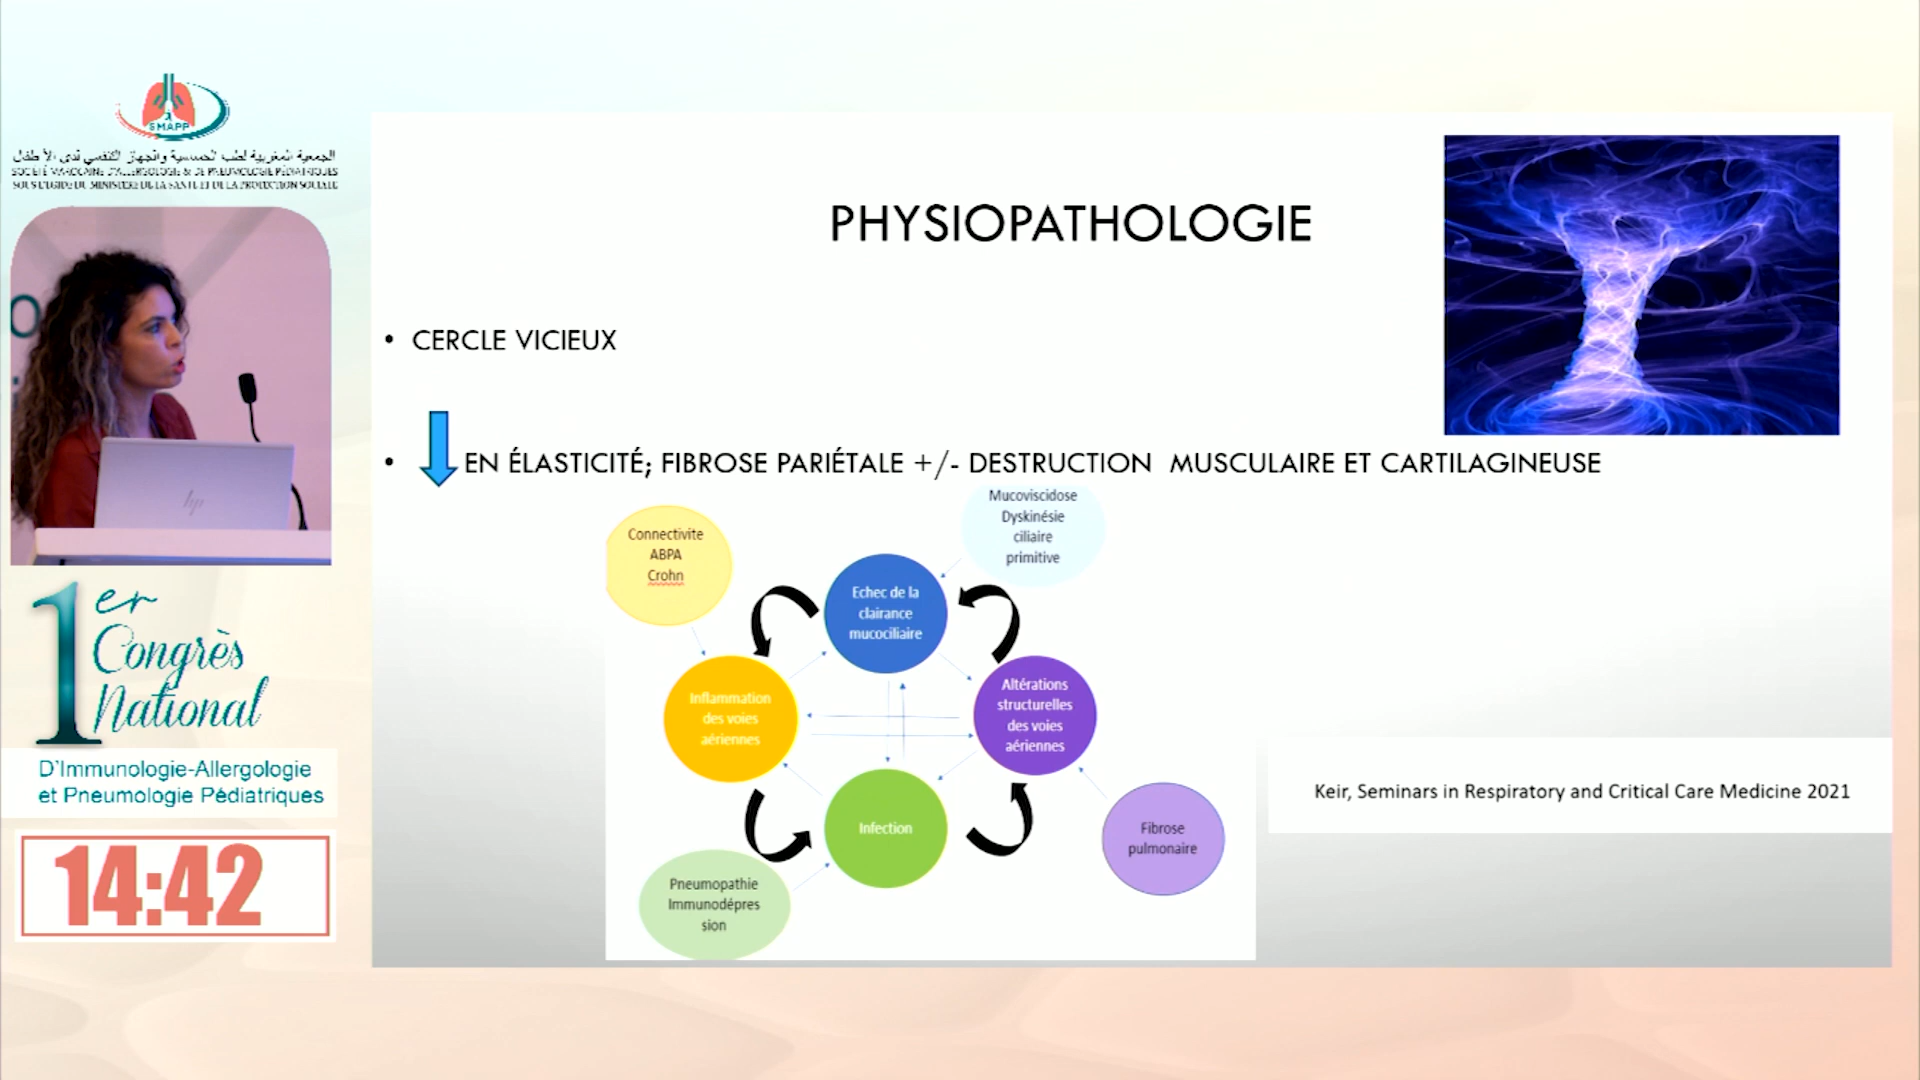 SMAPP
الجمعية المغربية لطب الحساسية والجهاز التنفسي لدى الأطفال
SOCIÉTÉ MAROCAINE D'ALLERGOLOGIE & DE PNEUMOLOGIE PÉDIATRIQUES
SOUS L'EGIDE DU MINISTERE DE LA SANTE ET DE LA PROTECTION SOCIALE
hp
1er
Congrès
National
D'Immunologie-Allergologie
et Pneumologie Pédiatriques
14:42
PHYSIOPATHOLOGIE
• CERCLE VICIEUX
• EN ÉLASTICITÉ; FIBROSE PARIÉTALE +/- DESTRUCTION MUSCULAIRE ET CARTILAGINEUSE
Connectivite
ABPA
Crohn
Mucoviscidose
Dyskinésie
ciliaire
primitive
Echec de la
clairance
mucociliaire
Inflammation
des voies
aériennes
Altérations
structurelles
des voies
aériennes
Infection
Fibrose
pulmonaire
Pneumopathie
Immunodépres
sion
Keir, Seminars in Respiratory and Critical Care Medicine 2021